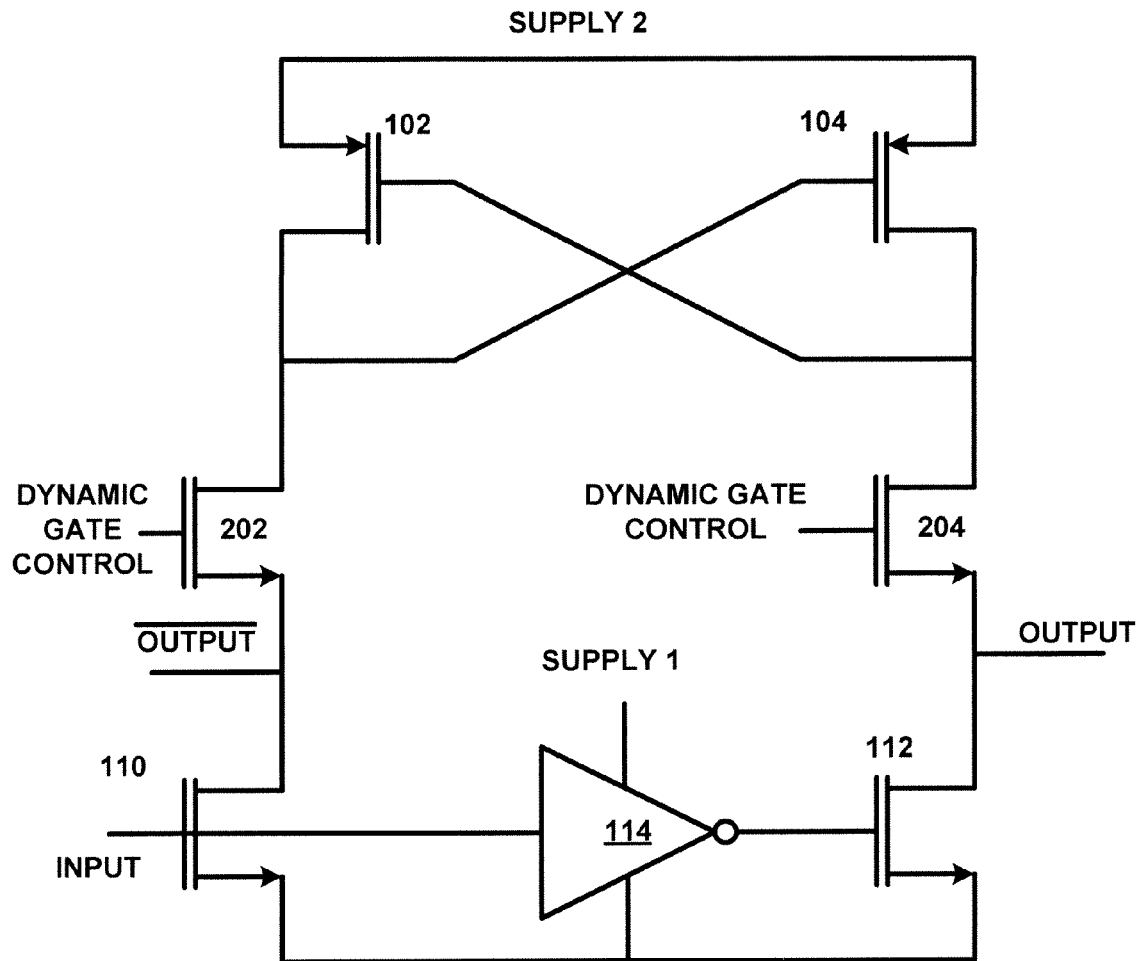 SUPPLY 2
102
104
DYNAMIC
GATE
CONTROL
202
DYNAMIC GATE
CONTROL
204
OUTPUT
OUTPUT
SUPPLY 1
110
112
114
INPUT